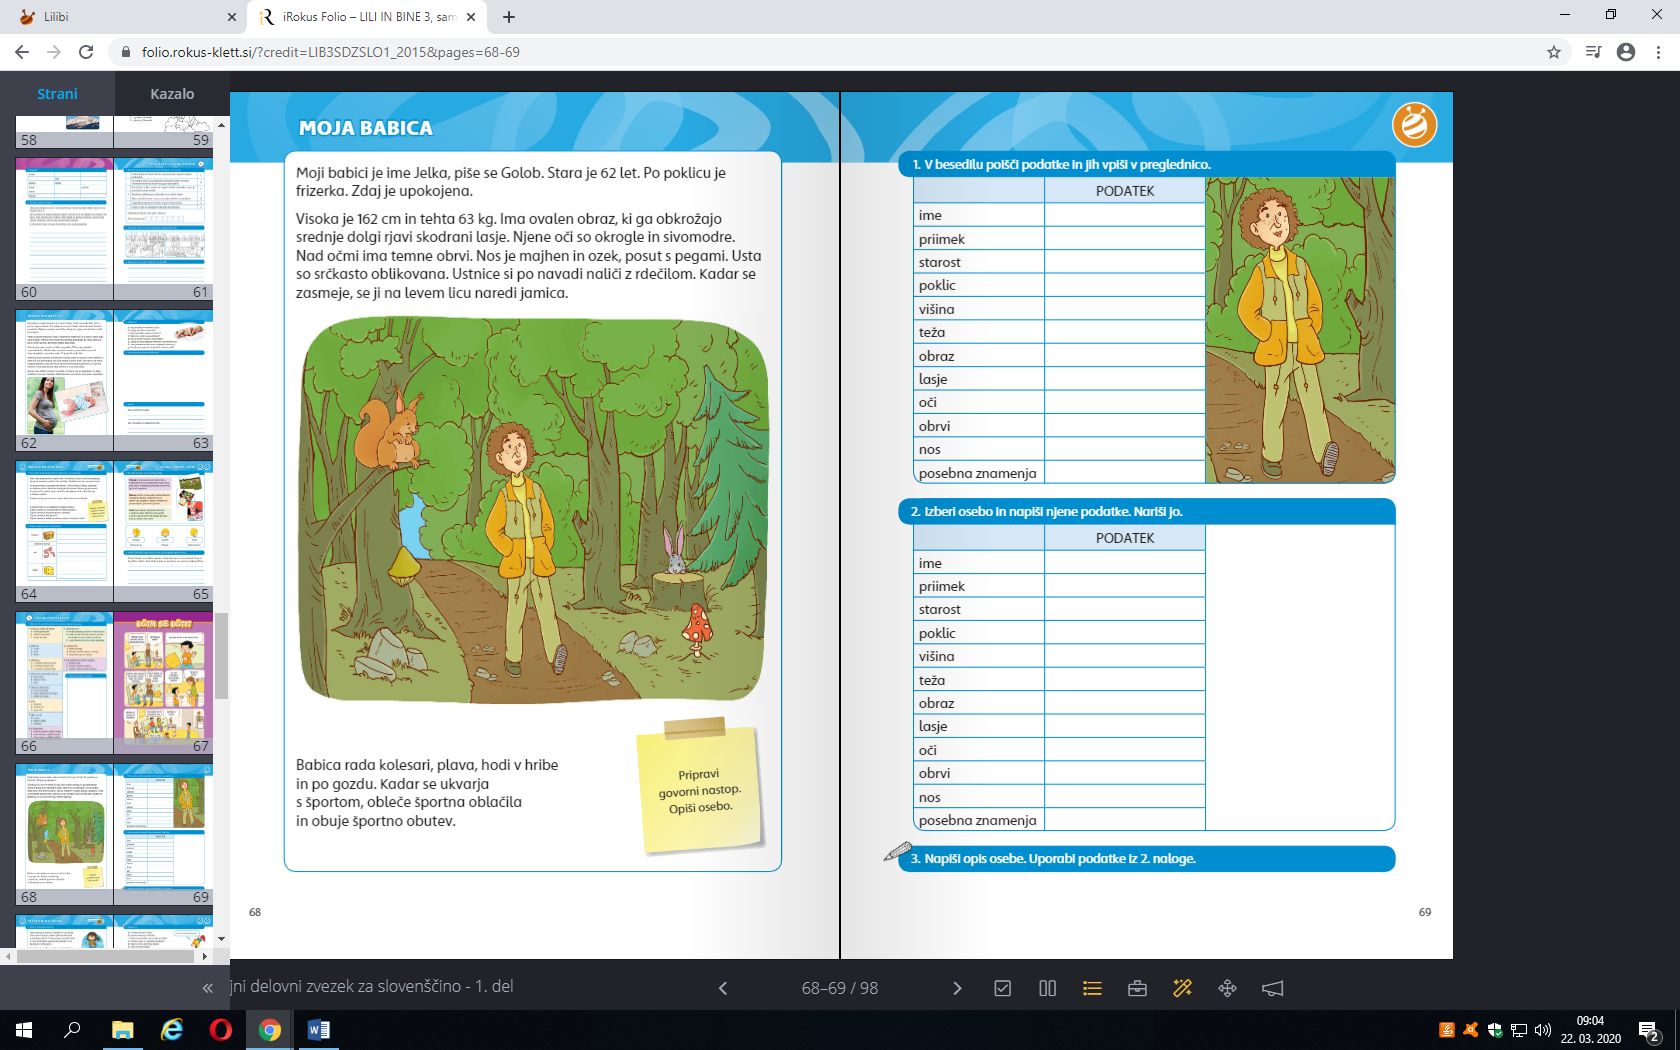 Lilibi
iRokus Folio – LILI IN BINE 3, sam
folio.rokus-klett.si/?credit=LIB3SDZSLO1_2015&pages=68-69
Strani
Kazalo
58
59
60
61
62
63
64
65
UČIM SE UČITI
66
67
68
69
MOJA BABICA
Moji babici je ime Jelka, piše se Golob. Stara je 62 let. Po poklicu je
frizerka. Zdaj je upokojena.
Visoka je 162 cm in tehta 63 kg. Ima ovalen obraz, ki ga obkrožajo
srednje dolgi rjavi skodrani lasje. Njene oči so okrogle in sivomodre.
Nad očmi ima temne obrvi. Nos je majhen in ozek, posut s pegami. Usta
so srčkasto oblikovana. Ustnice si po navadi naliči z rdečilom. Kadar se
zasmeje, se ji na levem licu naredi jamica.
Babica rada kolesari, plava, hodi v hribe
in po gozdu. Kadar se ukvarja
s športom, obleče športna oblačila
in obuje športno obutev.
Pripravi
govorni nastop.
Opiši osebo.
68
1. V besedilu poišči podatke in jih vpiši v preglednico.
PODATEK
ime
priimek
starost
poklic
višina
teža
obraz
lasje
oči
obrvi
nos
posebna znamenja
2. Izberi osebo in napiši njene podatke. Nariši jo.
PODATEK
ime
priimek
starost
poklic
višina
teža
obraz
lasje
oči
obrvi
nos
posebna znamenja
3. Napiši opis osebe. Uporabi podatke iz 2. naloge.
69
jni delovni zvezek za slovenščino - 1. del
68–69 / 98
09:04
22. 03. 2020
2